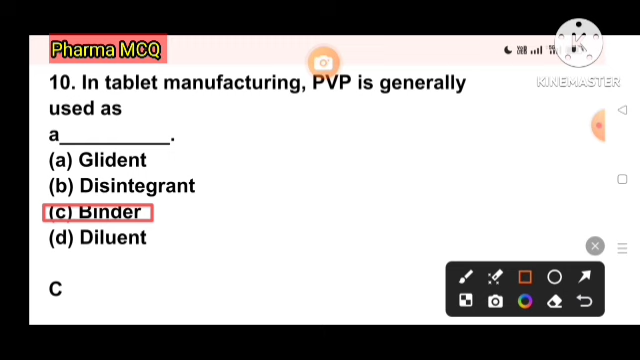 Pharma MCQ
KINEMASTER
10. In tablet manufacturing, PVP is generally
used as
a__________.
(a) Glident
(b) Disintegrant
(c) Binder
(d) Diluent
C